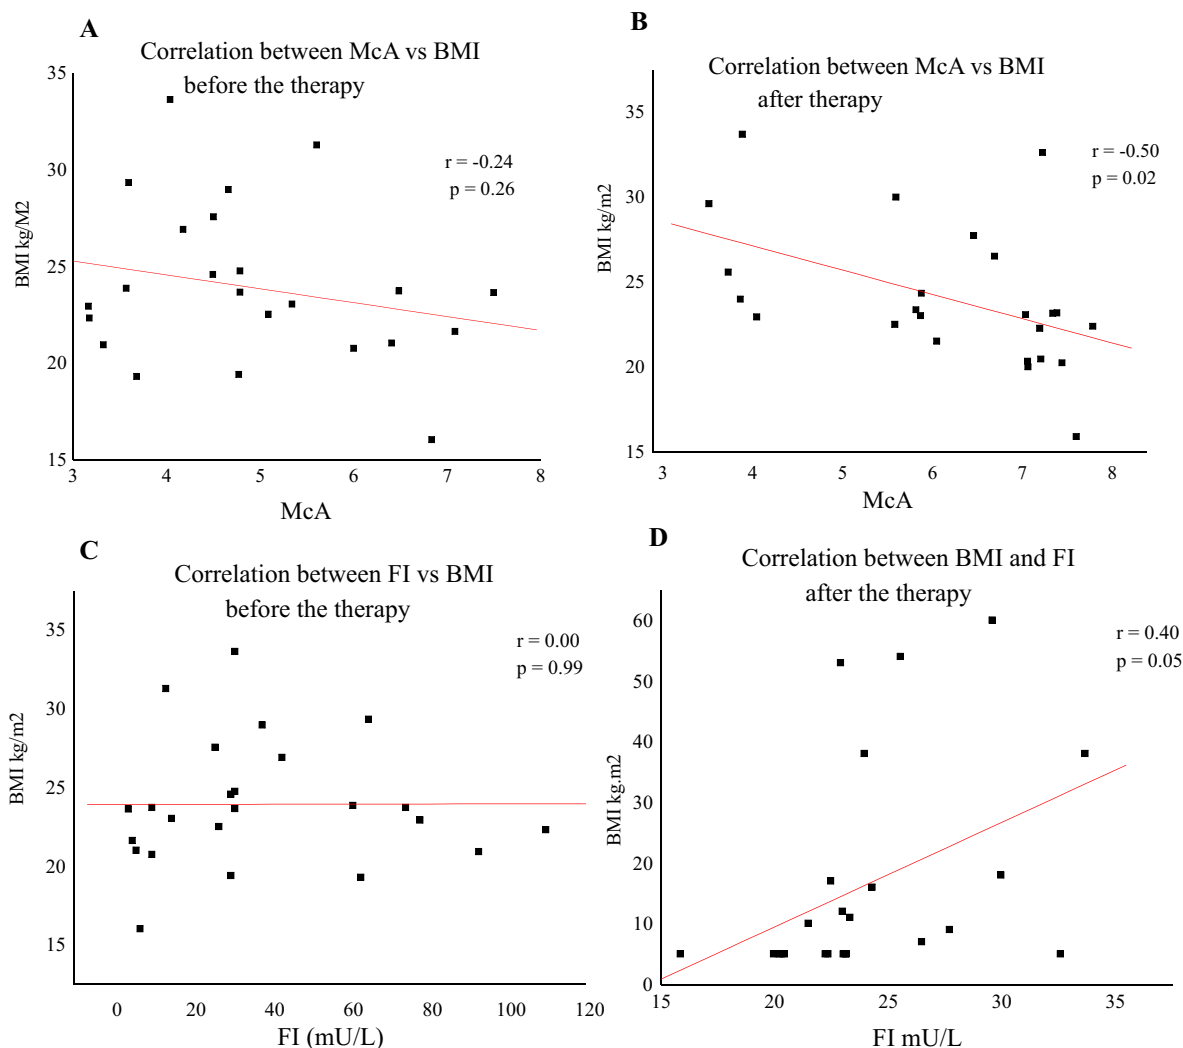 A
Correlation between McA vs BMI
before the therapy
r = -0.24
p = 0.26
BMI kg/M2
35
30
25
20
15
3 4 5 6 7 8
McA
B
Correlation between McA vs BMI
after therapy
r = -0.50
p = 0.02
BMI kg/m2
35
30
25
20
15
3 4 5 6 7 8
McA
C
Correlation between FI vs BMI
before the therapy
r = 0.00
p = 0.99
BMI kg/m2
35
30
25
20
15
0 20 40 60 80 100 120
FI (mU/L)
D
Correlation between BMI and FI
after the therapy
r = 0.40
p = 0.05
BMI kg.m2
60
50
40
30
20
10
0
15 20 25 30 35
FI mU/L